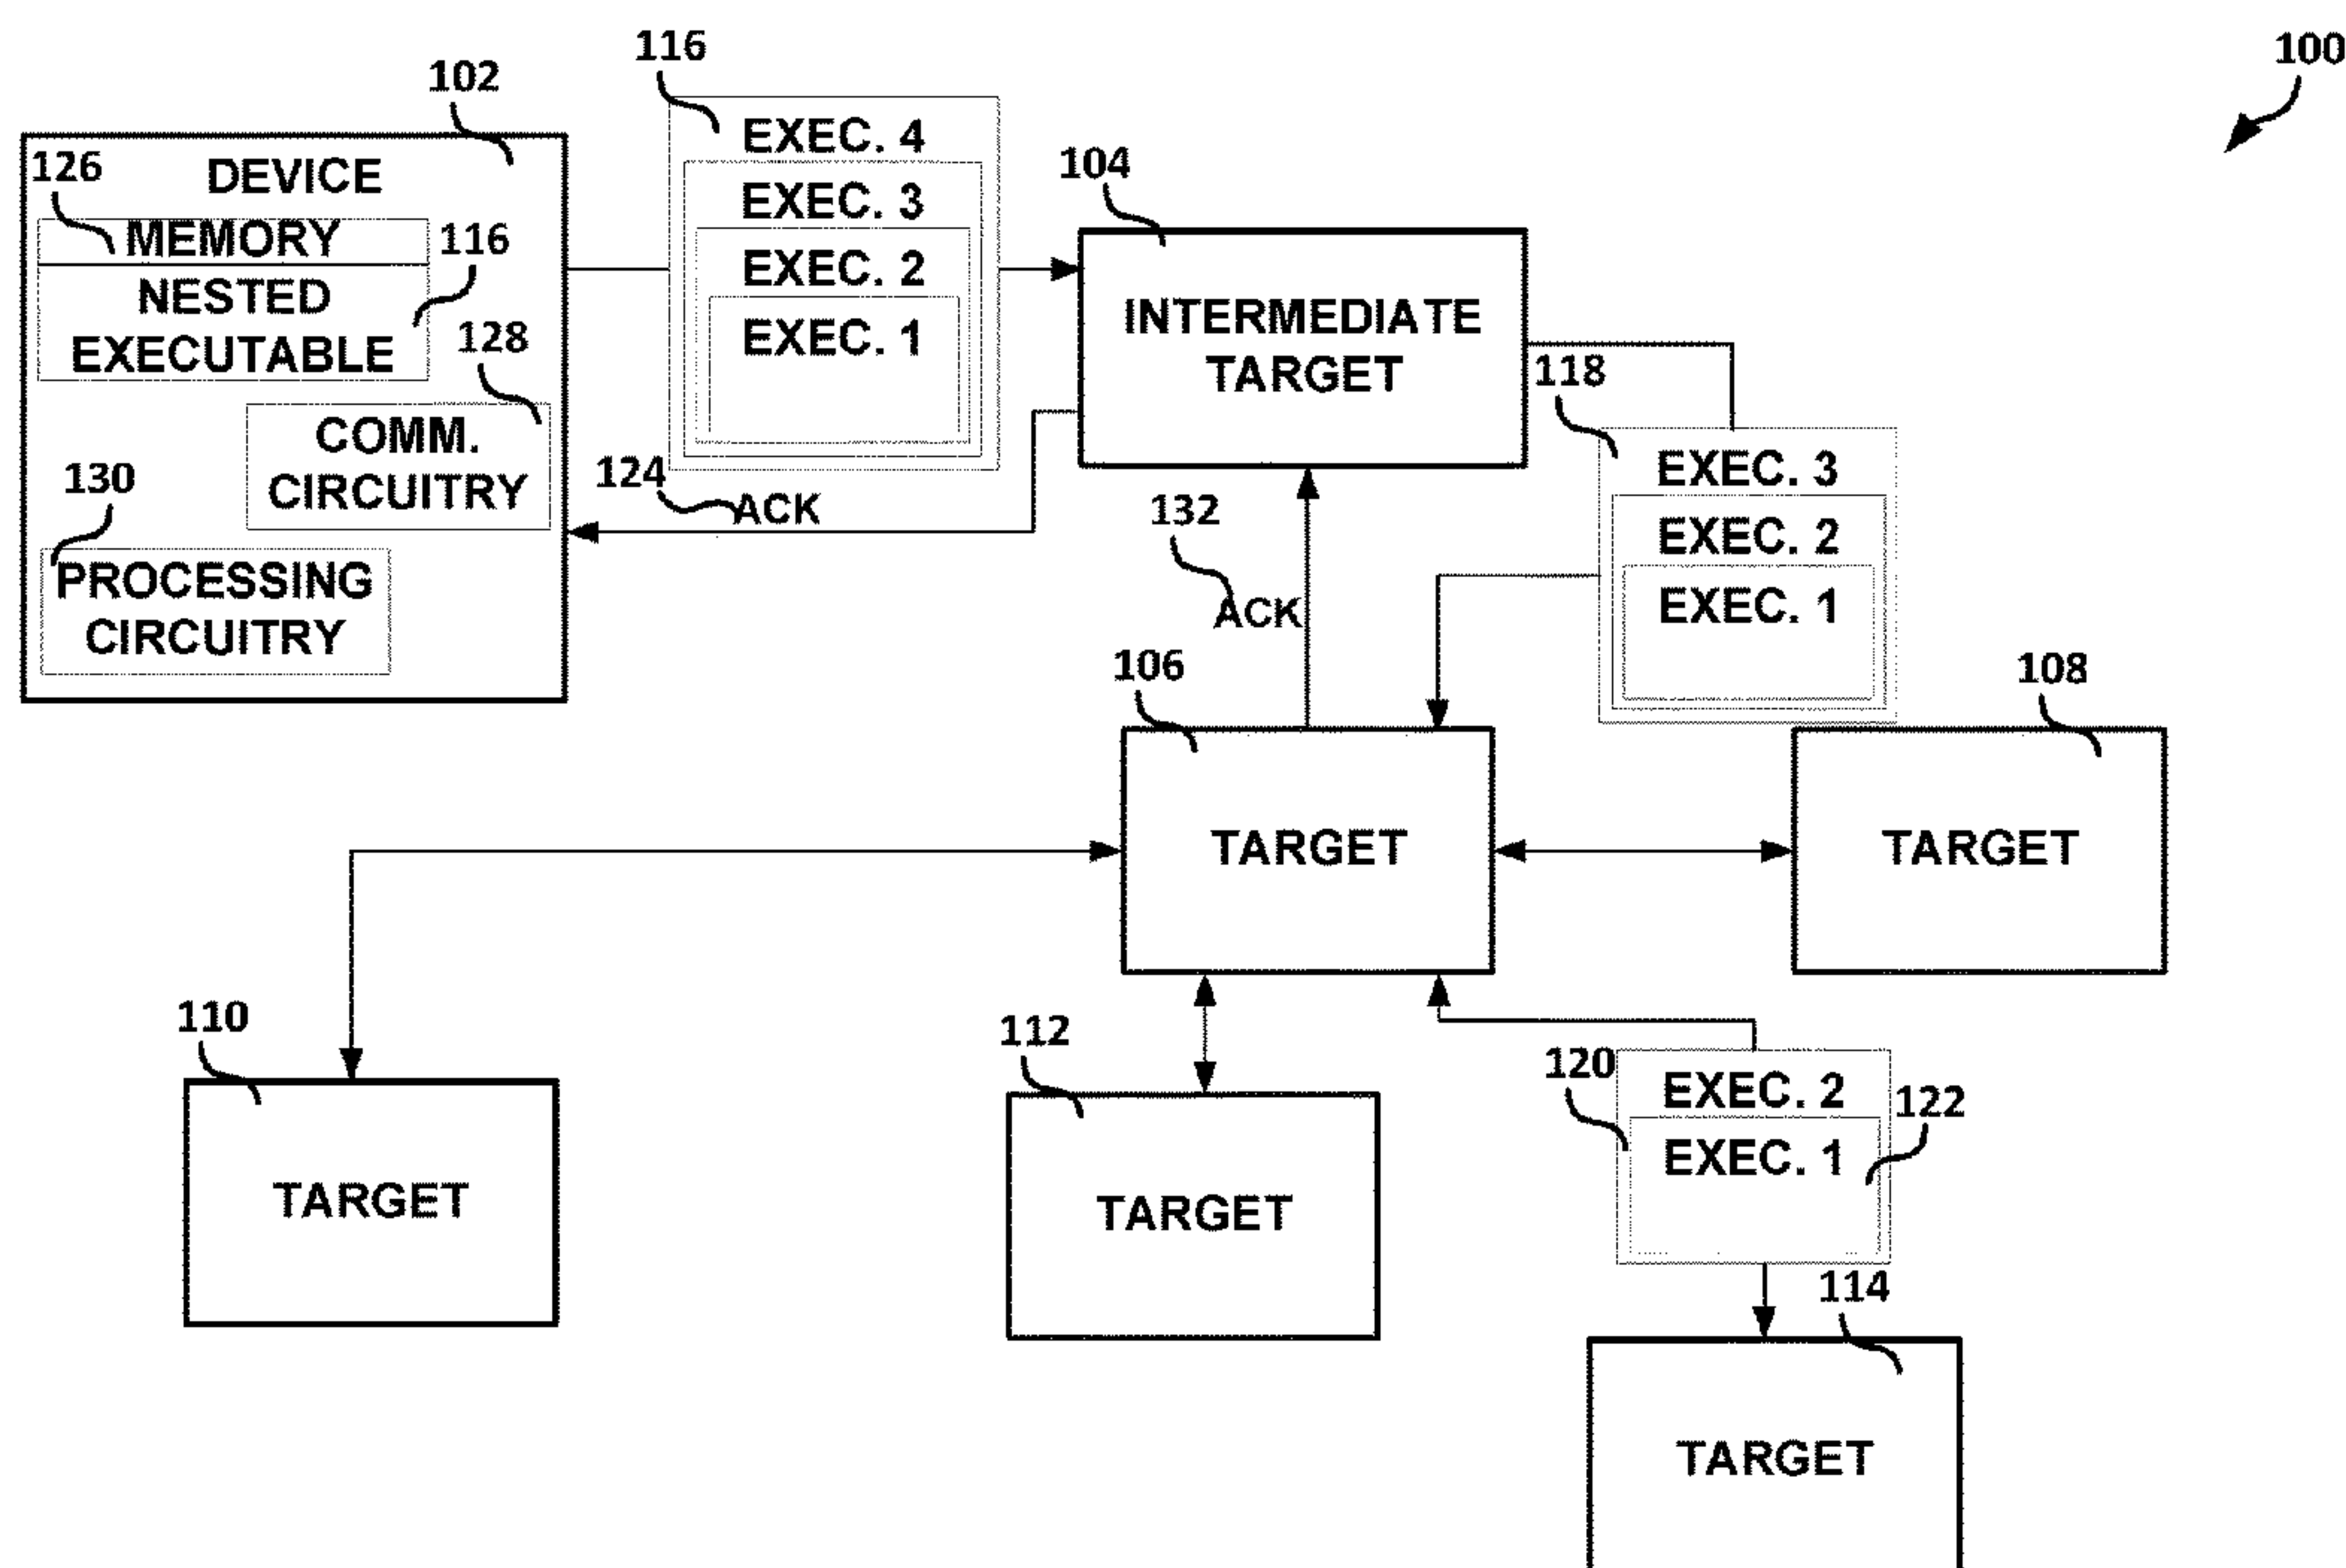 100
116
102
EXEC. 4
126
DEVICE
104
EXEC. 3
MEMORY
116
EXEC. 2
NESTED
EXECUTABLE
128
EXEC. 1
INTERMEDIATE
TARGET
118
COMM.
CIRCUITRY
130
124
ACK
EXEC. 3
132
EXEC. 2
PROCESSING
CIRCUITRY
ACK
EXEC. 1
106
108
TARGET
TARGET
110
112
120
EXEC. 2
122
EXEC. 1
TARGET
TARGET
114
TARGET